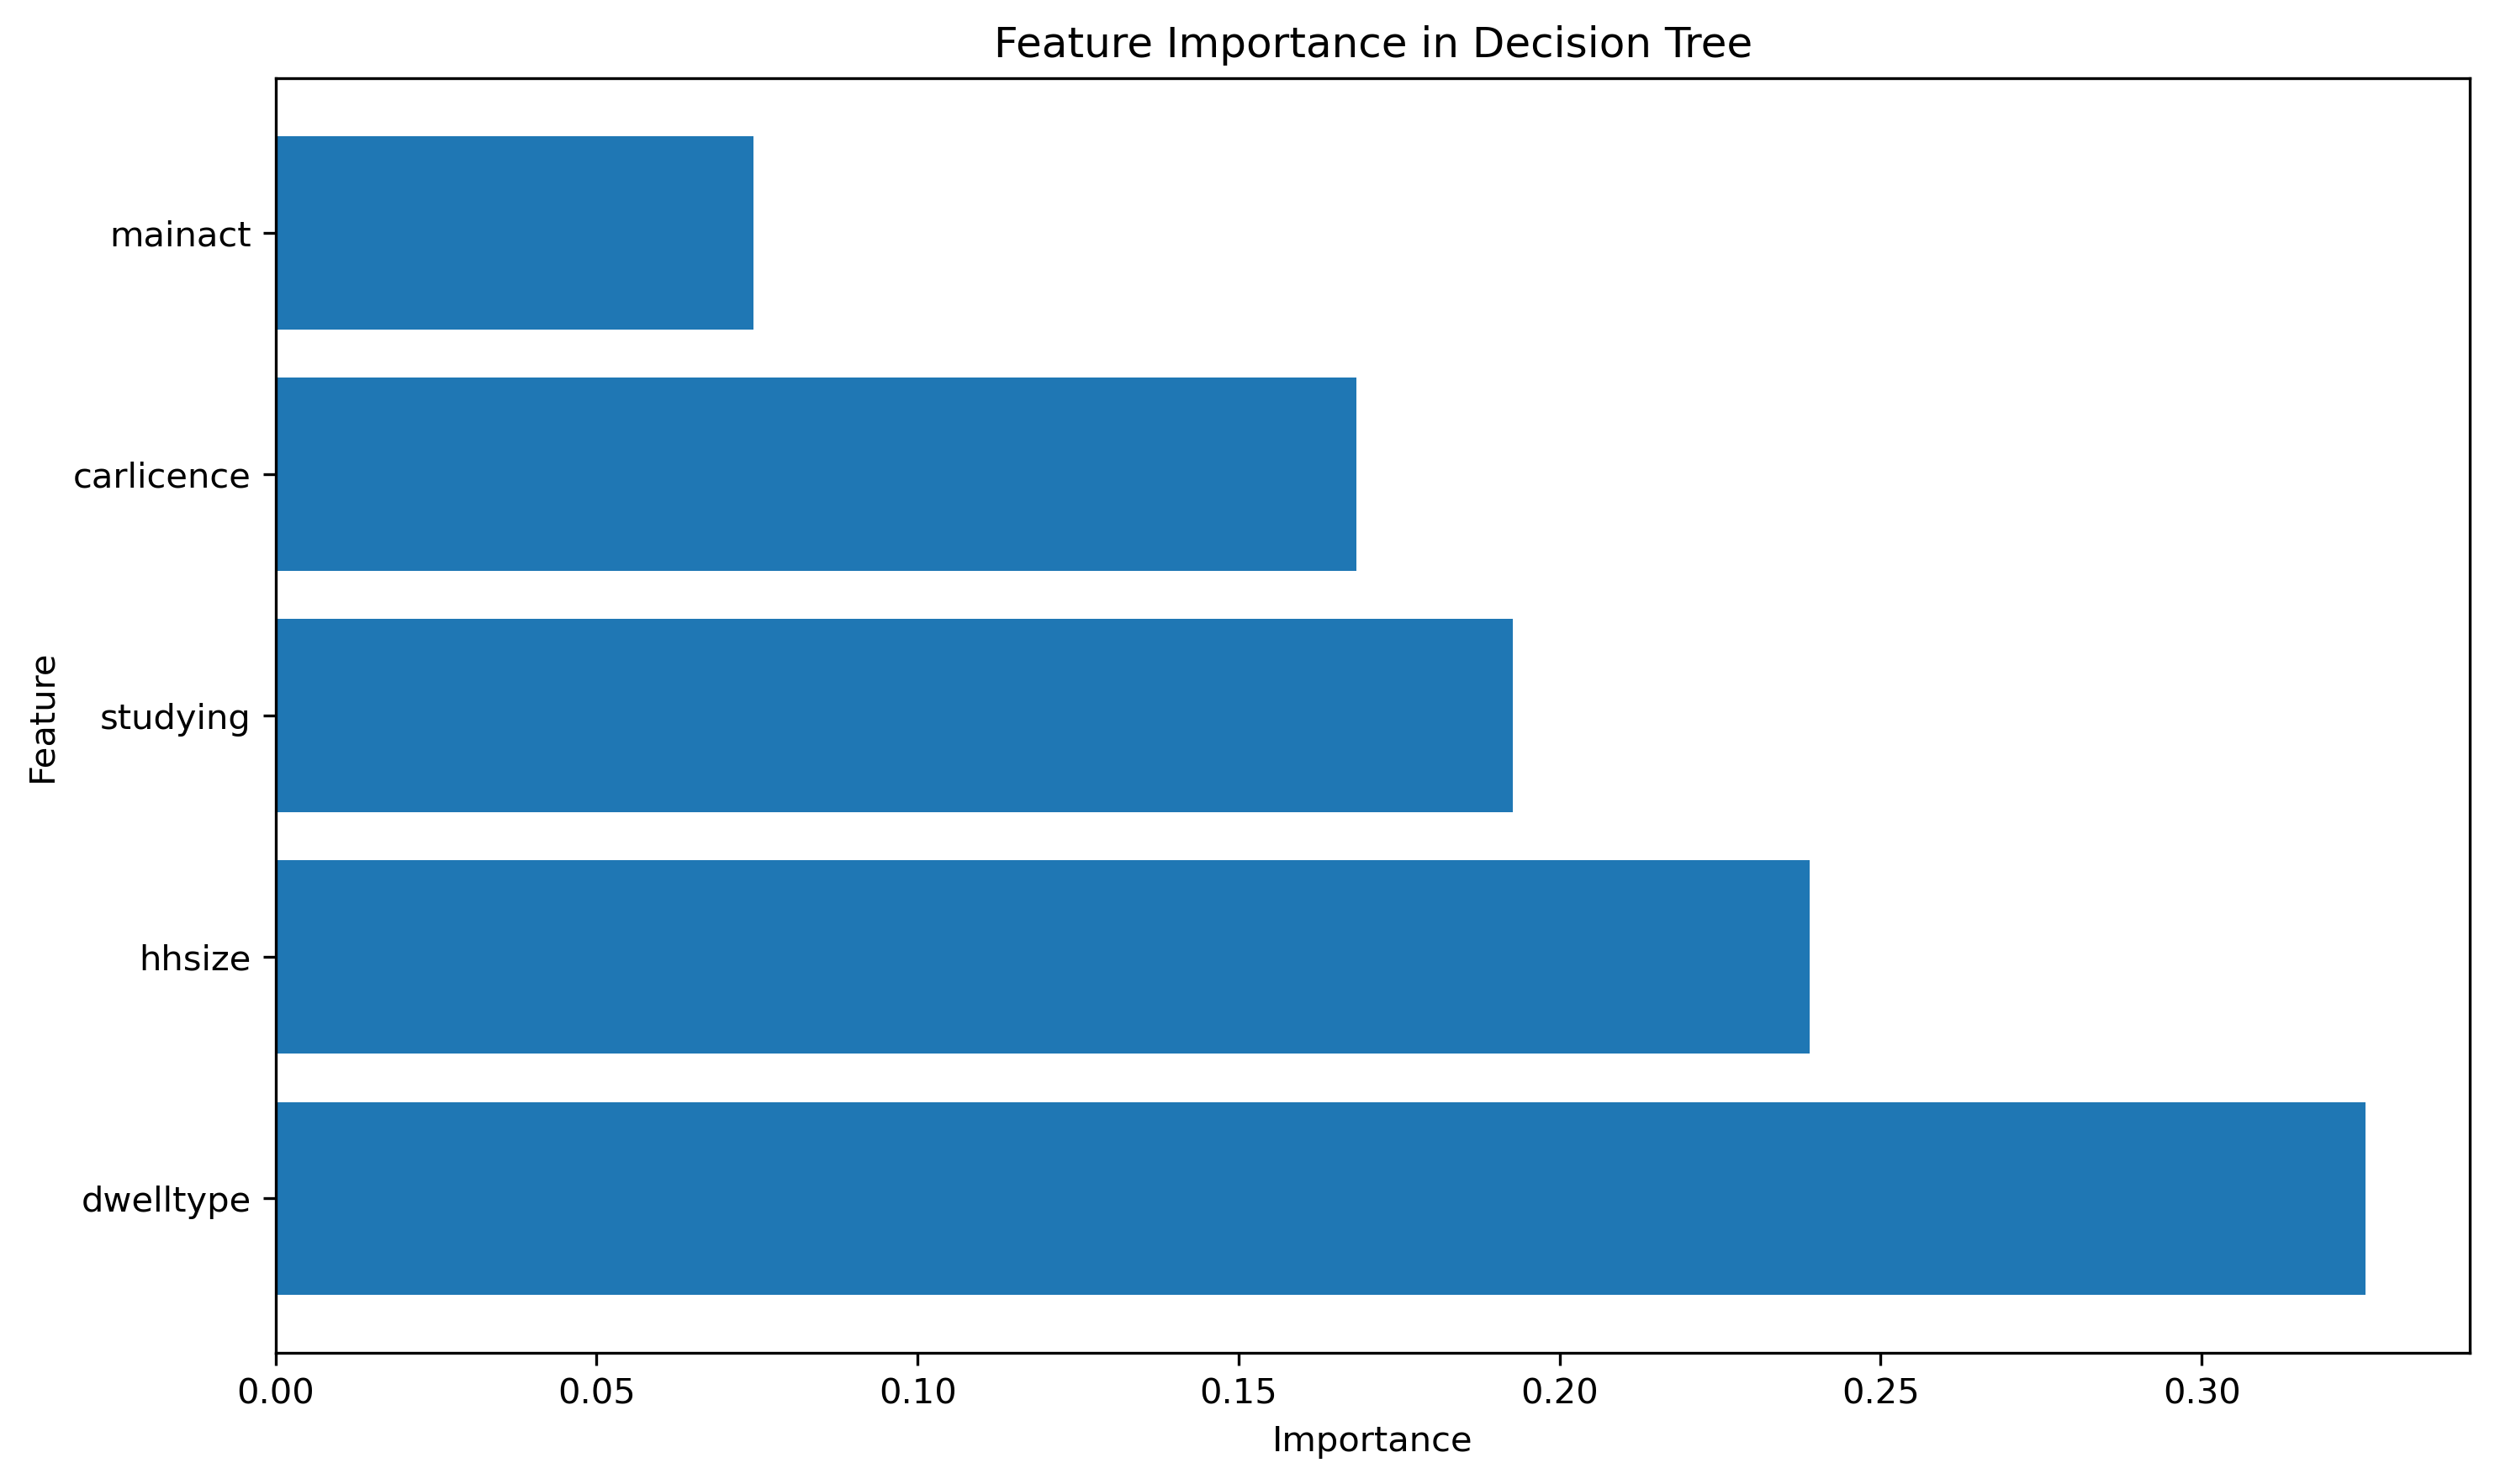 Feature Importance in Decision Tree
mainact
carlicence
studying
hhsize
dwelltype
Feature
0.00 0.05 0.10 0.15 0.20 0.25 0.30
Importance